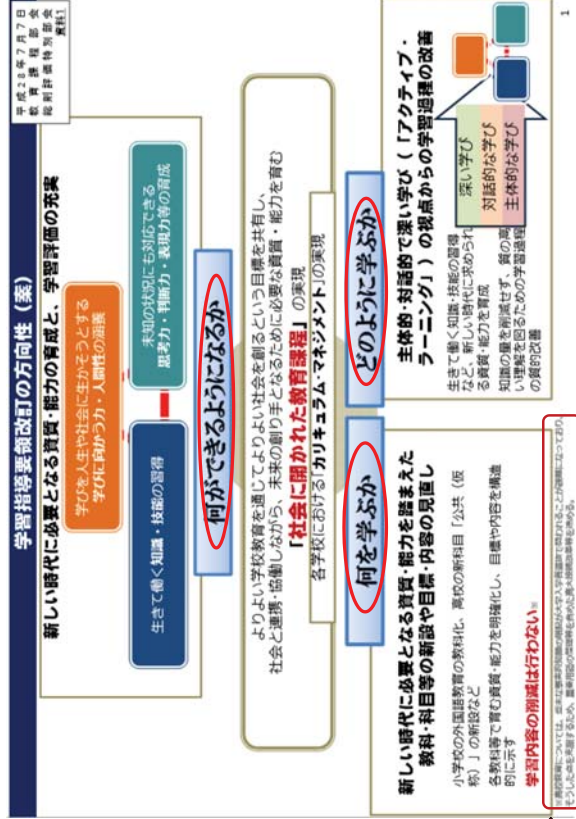 学習指導要領改訂の方向性（案）
平成28年7月7日
教育課程部会
総則評価特別部会
資料1
新しい時代に必要となる資質・能力の育成と、学習評価の充実
学びを人生や社会に生かそうとする
学びに向かう力・人間性の涵養
生きて働く知識・技能の習得
未知の状況にも対応できる
思考力・判断力・表現力等の育成
何ができるようになるか
よりよい学校教育を通じてよりよい社会を創るという目標を共有し、
社会と連携・協働しながら、未来の創り手となるために必要な資質・能力を育む
「社会に開かれた教育課程」の実現
各学校における「カリキュラム・マネジメント」の実現
何を学ぶか
新しい時代に必要となる資質・能力を踏まえた
教科・科目等の新設や目標・内容の見直し
小学校の外国語教育の教科化、高校の新科目「公共（仮
称）」の新設など
各教科等で育む資質・能力を明確化し、目標や内容を構造
的に示す
学習内容の削減は行わない※
どのように学ぶか
主体的・対話的で深い学び（「アクティブ・
ラーニング」）の視点からの学習過程の改善
生きて働く知識・技能の習得
など、新しい時代に求められ
る資質・能力を育成
知識の量を削減せず、質の高
い理解を図るための学習過程
の質的改善
深い学び
対話的な学び
主体的な学び
1